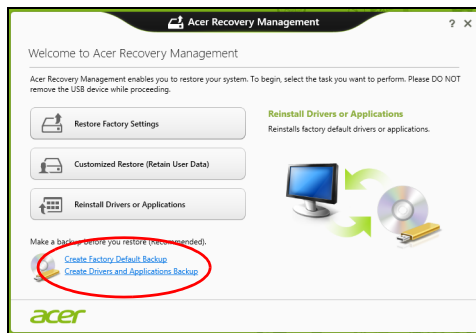 Acer Recovery Management
? X
Welcome to Acer Recovery Management
Acer Recovery Management enables you to restore your system. To begin, select the task you want to perform. Please DO NOT
remove the USB device while proceeding.
Restore Factory Settings
Customized Restore (Retain User Data)
Reinstall Drivers or Applications
Reinstall Drivers or Applications
Reinstalls factory default drivers or applications.
Make a backup before you restore (Recommended).
Create Factory Default Backup
Create Drivers and Applications Backup
acer